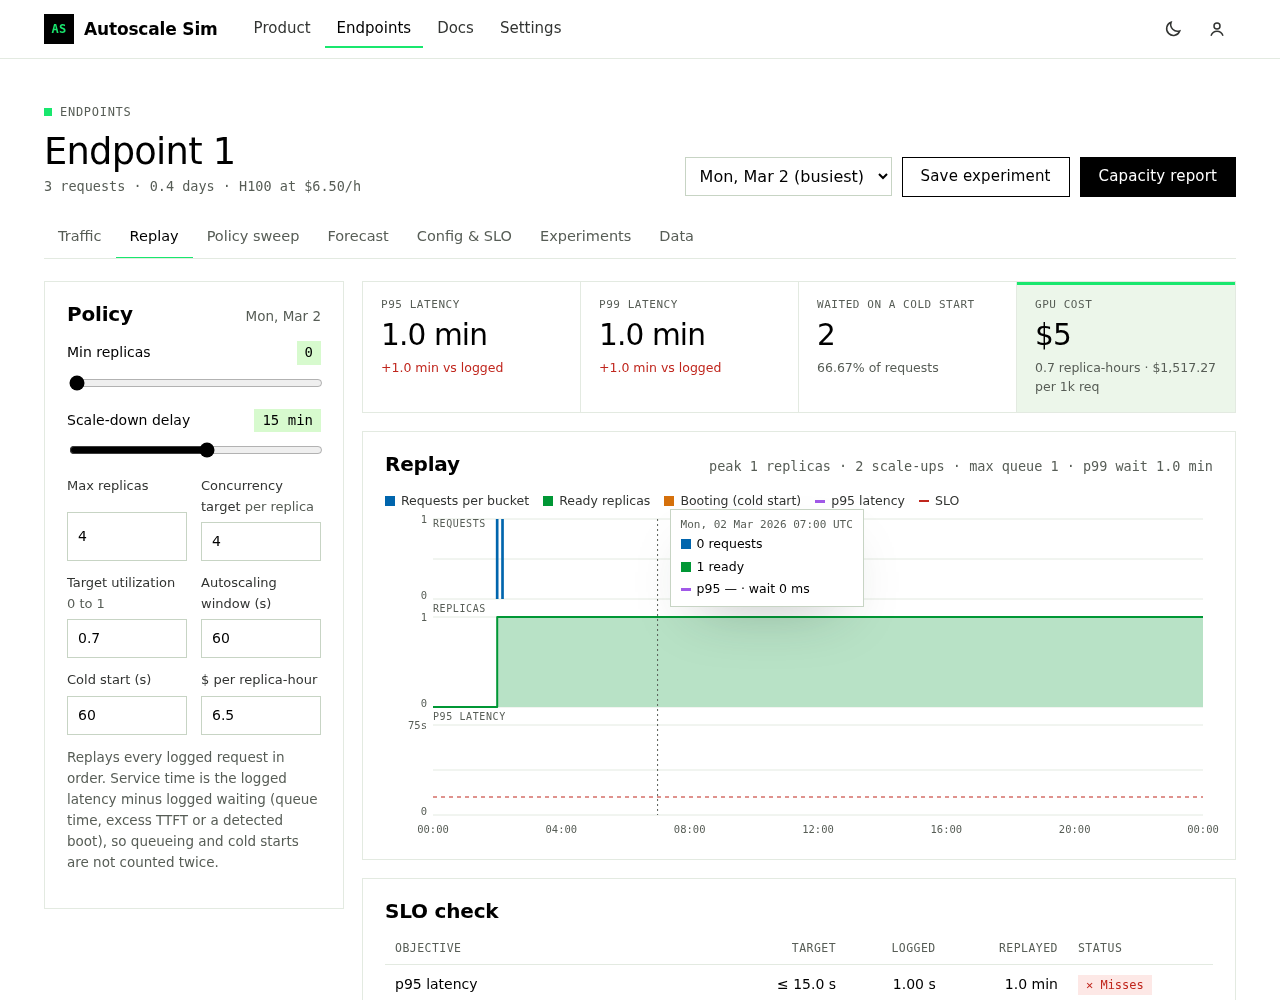 AS Autoscale Sim Product Endpoints Docs Settings
ENDPOINTS
Endpoint 1
3 requests · 0.4 days · H100 at $6.50/h
Mon, Mar 2 (busiest) Save experiment Capacity report
Traffic Replay Policy sweep Forecast Config & SLO Experiments Data
Policy Mon, Mar 2
Min replicas 0
Scale-down delay 15 min
Max replicas
4
Concurrency
target per replica
4
Target utilization
0 to 1
0.7
Autoscaling
window (s)
60
Cold start (s)
60
$ per replica-hour
6.5
Replays every logged request in
order. Service time is the logged
latency minus logged waiting (queue
time, excess TTFT or a detected
boot), so queueing and cold starts
are not counted twice.
P95 LATENCY
1.0 min
+1.0 min vs logged
P99 LATENCY
1.0 min
+1.0 min vs logged
WAITED ON A COLD START
2
66.67% of requests
GPU COST
$5
0.7 replica-hours · $1,517.27
per 1k req
Replay peak 1 replicas · 2 scale-ups · max queue 1 · p99 wait 1.0 min
Requests per bucket Ready replicas Booting (cold start) p95 latency SLO
1
REQUESTS
0
Mon, 02 Mar 2026 07:00 UTC
0 requests
1 ready
p95 — · wait 0 ms
REPLICAS
1
0
P95 LATENCY
75s
0
00:00 04:00 08:00 12:00 16:00 20:00 00:00
SLO check
OBJECTIVE TARGET LOGGED REPLAYED STATUS
p95 latency ≤ 15.0 s 1.00 s 1.0 min × Misses